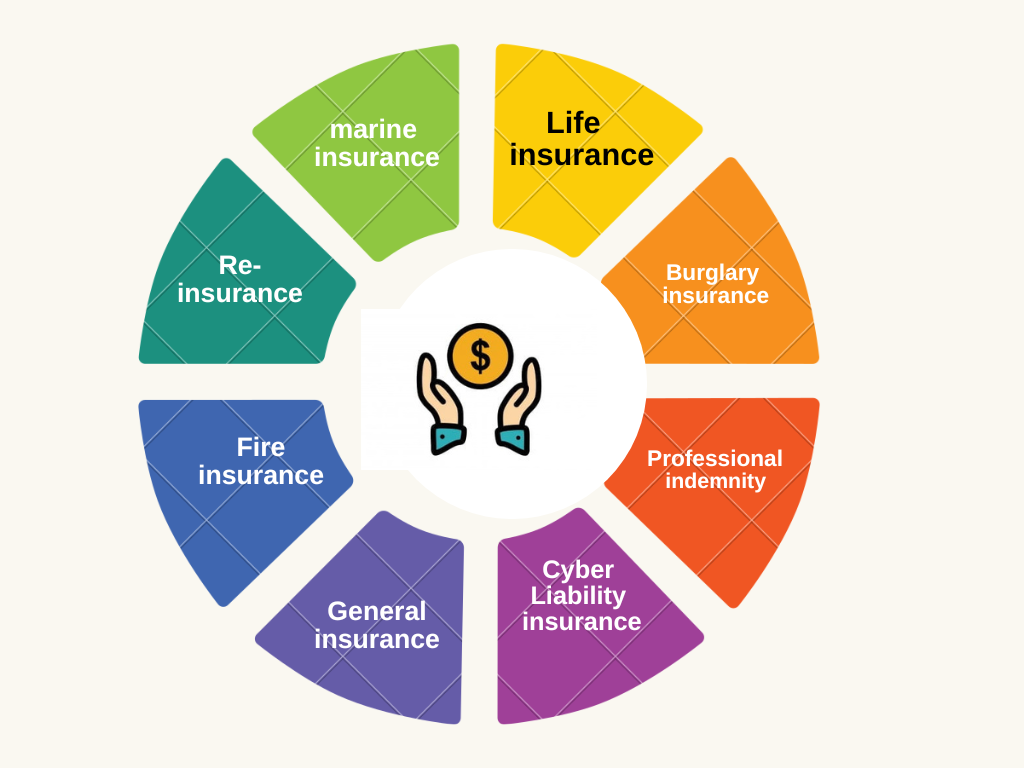 marine
insurance
Life
insurance
Re-
insurance
Burglary
insurance
Fire
insurance
Professional
indemnity
General
insurance
Cyber
Liability
insurance
$